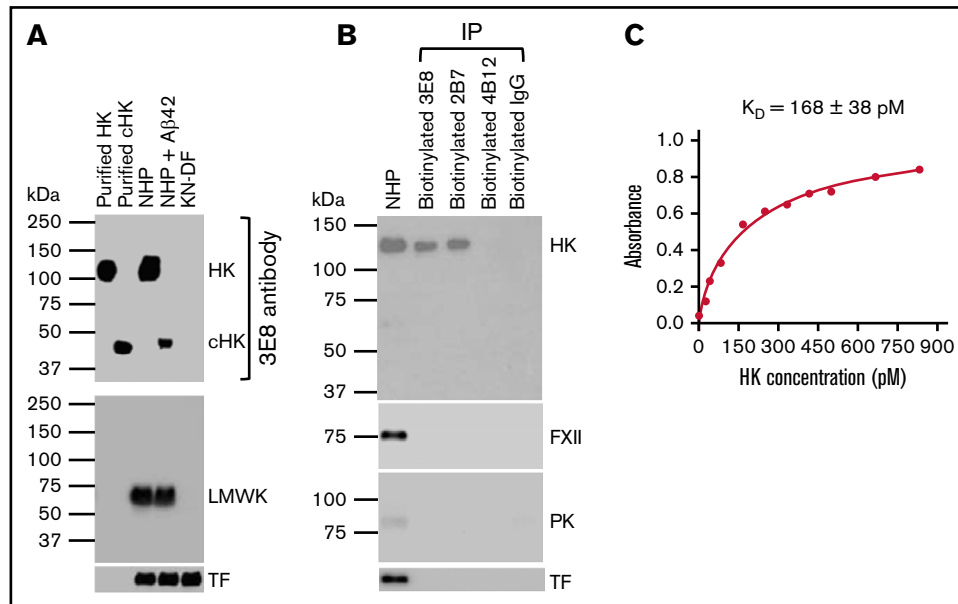 A
Purified HK
Purified cHK
NHP
NHP + Aβ42
KN-DF
kDa
250
150
100
75
50
37
HK
cHK
3E8 antibody
250
150
100
75
50
37
LMWK
TF
B
IP
NHP
Biotinylated 3E8
Biotinylated 2B7
Biotinylated 4B12
Biotinylated IgG
kDa
150
100
75
50
37
HK
75
FXII
100
75
PK
TF
C
K_D = 168 ± 38 pM
Absorbance
1.0
0.8
0.6
0.4
0.2
0.0
0 150 300 450 600 750 900
HK concentration (pM)